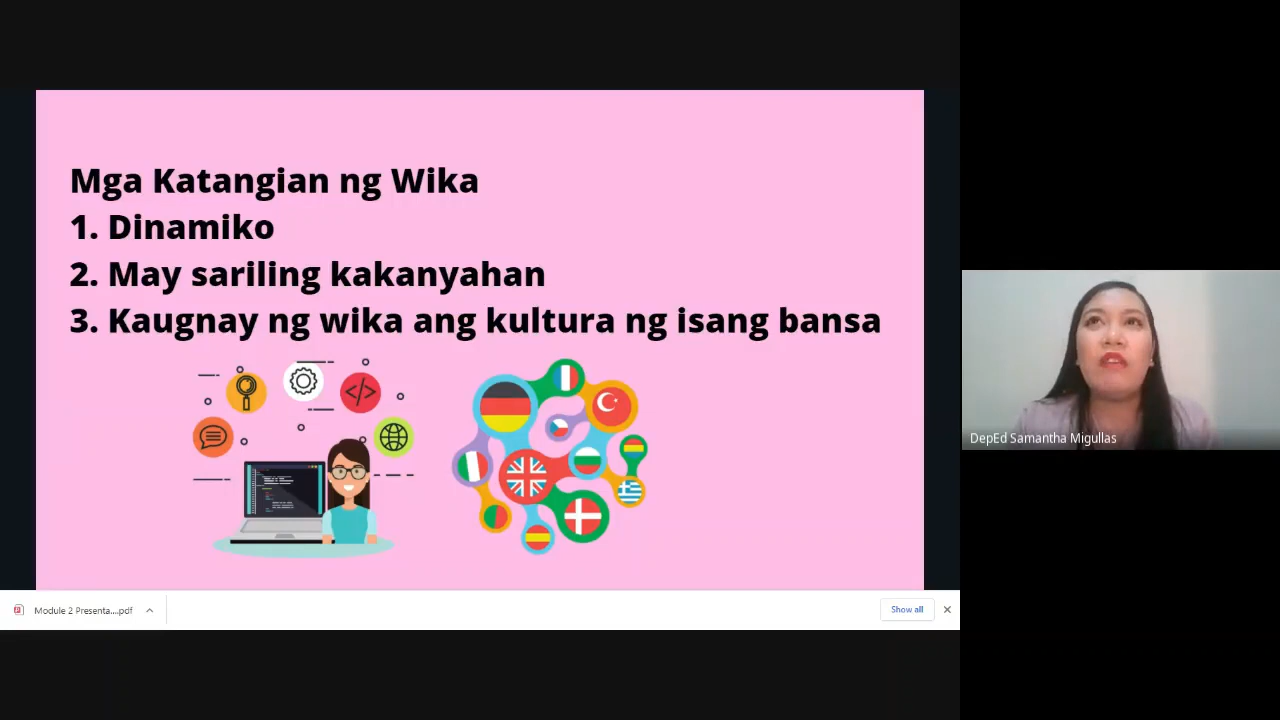 Mga Katangian ng Wika
1. Dinamiko
2. May sariling kakanyahan
3. Kaugnay ng wika ang kultura ng isang bansa
DepEd Samantha Migullas
Module 2 Presenta....pdf
Show all